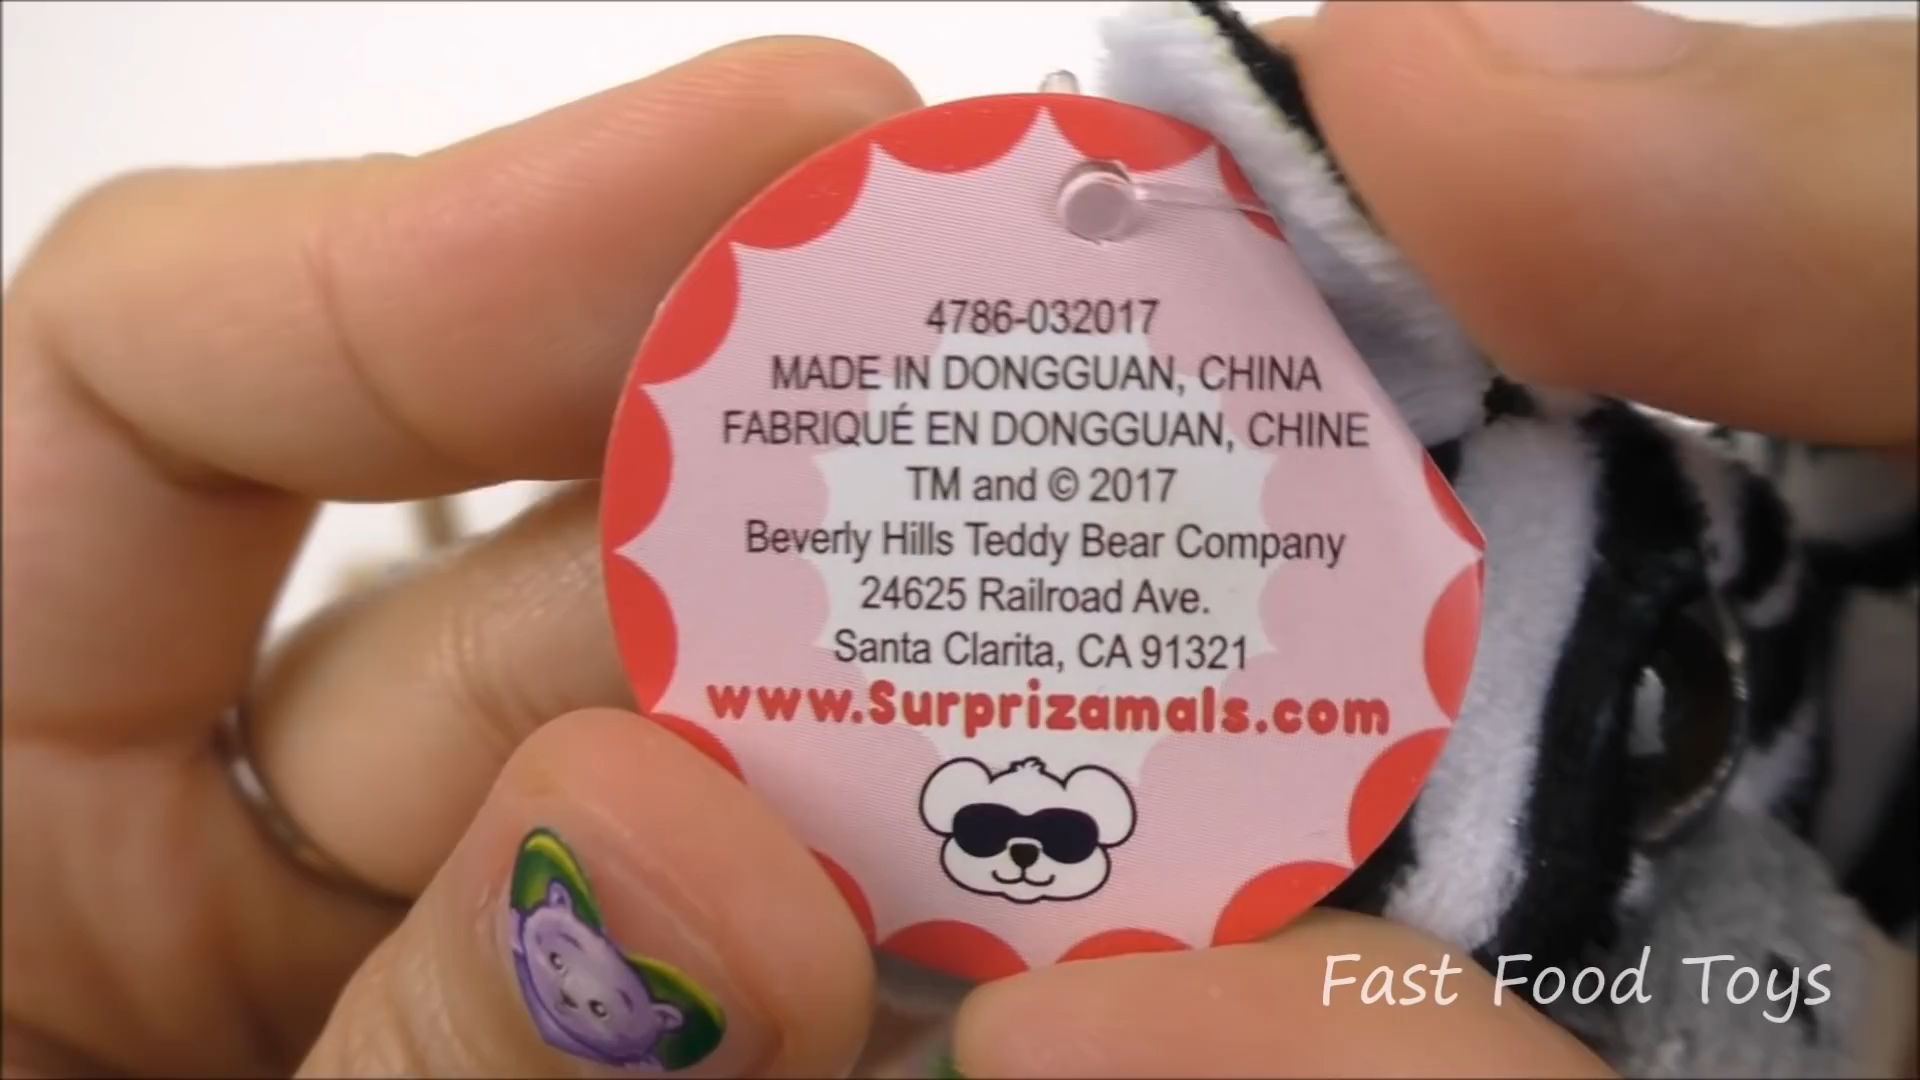 4786-032017
MADE IN DONGGUAN, CHINA
FABRIQUÉ EN DONGGUAN, CHINE
TM and © 2017
Beverly Hills Teddy Bear Company
24625 Railroad Ave.
Santa Clarita, CA 91321
www.Surprizamals.com
Fast Food Toys